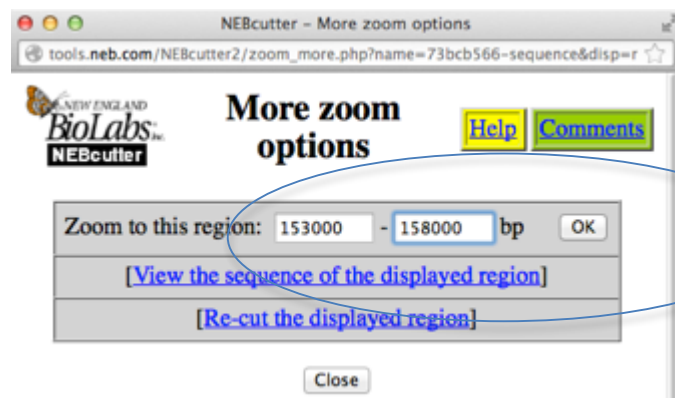 NEBcutter – More zoom options
tools.neb.com/NEBcutter2/zoom_more.php?name=73bcb566-sequence&disp=r
NEW ENGLAND
BioLabs Inc.
NEBcutter
More zoom options
Help
Comments
Zoom to this region: 153000 - 158000 bp OK
[View the sequence of the displayed region]
[Re-cut the displayed region]
Close